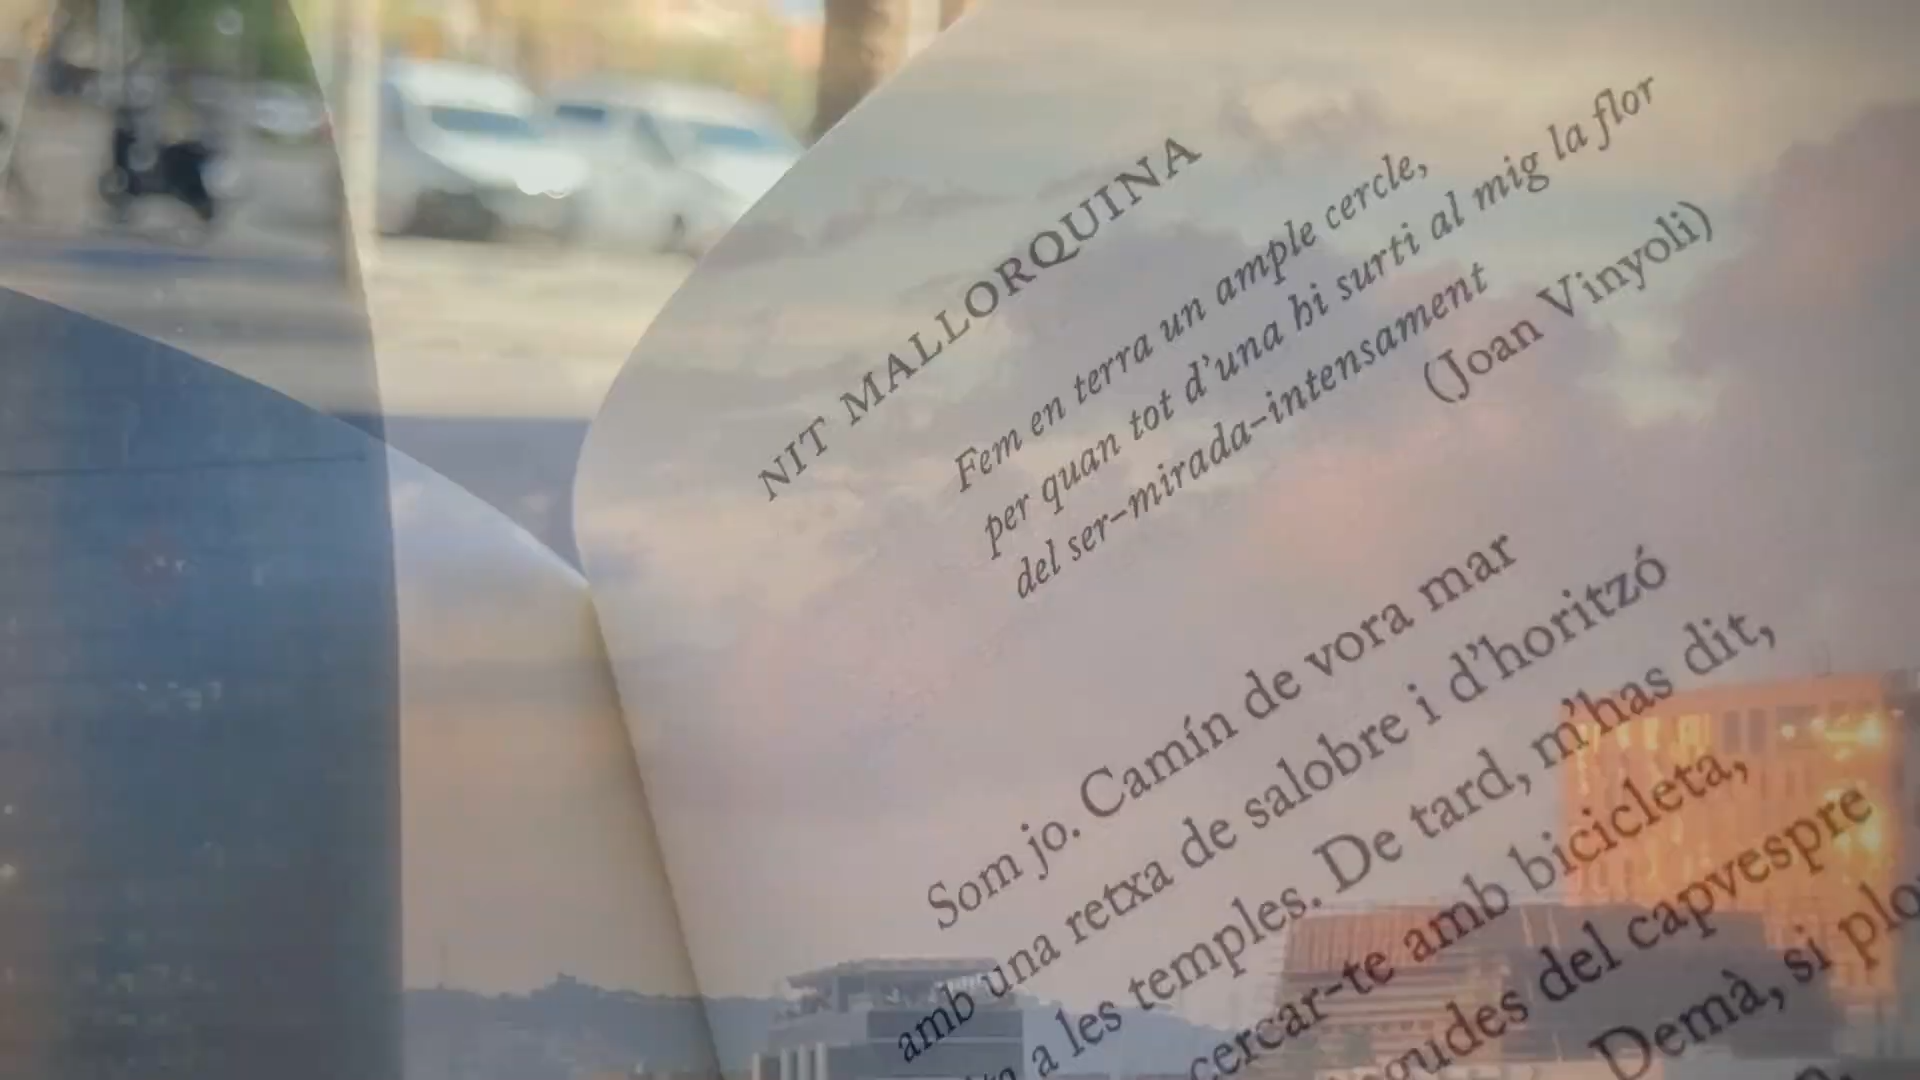 NIT MALLORQUINA
Fem en terra un ample cercle,
per quan tot d'una hi surti al mig la flor
del ser-mirada-intensament
(Joan Vinyoli)
Som jo. Camín de vora mar
amb una retxa de salobre i d'horitzó
a les temples. De tard, m'has dit,
cercar-te amb bicicleta,
del capvespre
Demà, si